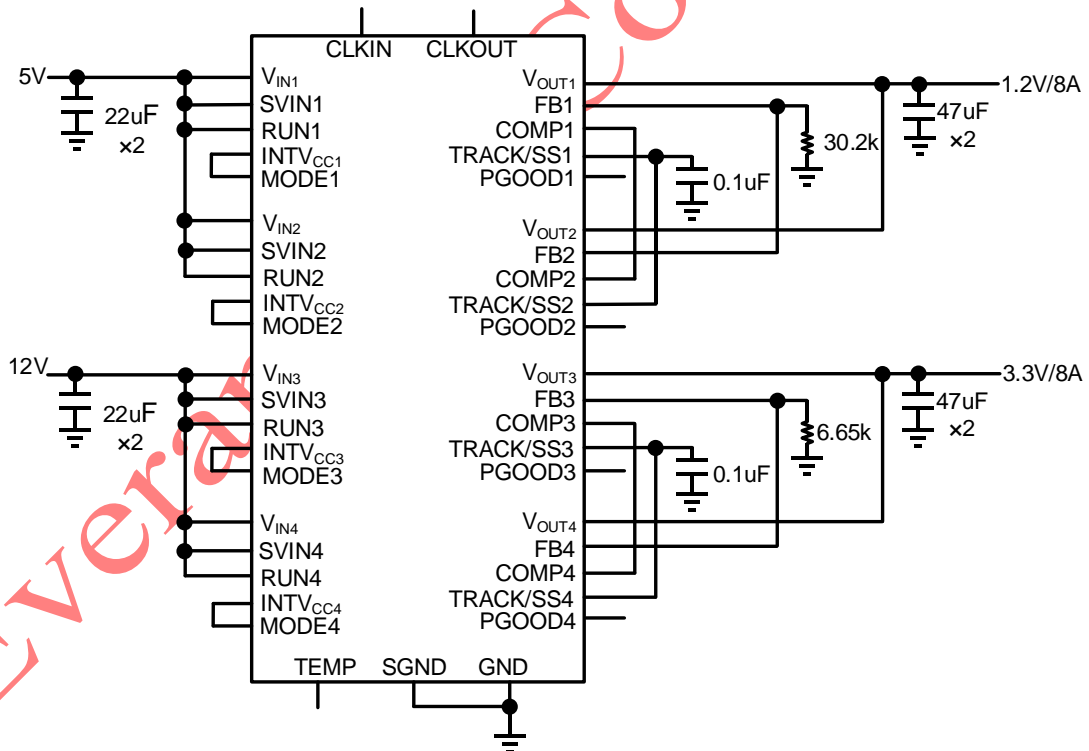 CLKIN CLKOUT
5V
22uF
×2
VIN1
SVIN1
RUN1
INTVCC1
MODE1
VIN2
SVIN2
RUN2
INTVCC2
MODE2
12V
22uF
×2
VIN3
SVIN3
RUN3
INTVCC3
MODE3
VIN4
SVIN4
RUN4
INTVCC4
MODE4
VOUT1
FB1
COMP1
TRACK/SS1
PGOOD1
VOUT2
FB2
COMP2
TRACK/SS2
PGOOD2
VOUT3
FB3
COMP3
TRACK/SS3
PGOOD3
VOUT4
FB4
COMP4
TRACK/SS4
PGOOD4
1.2V/8A
47uF
×2
30.2k
0.1uF
3.3V/8A
47uF
×2
6.65k
0.1uF
TEMP SGND GND